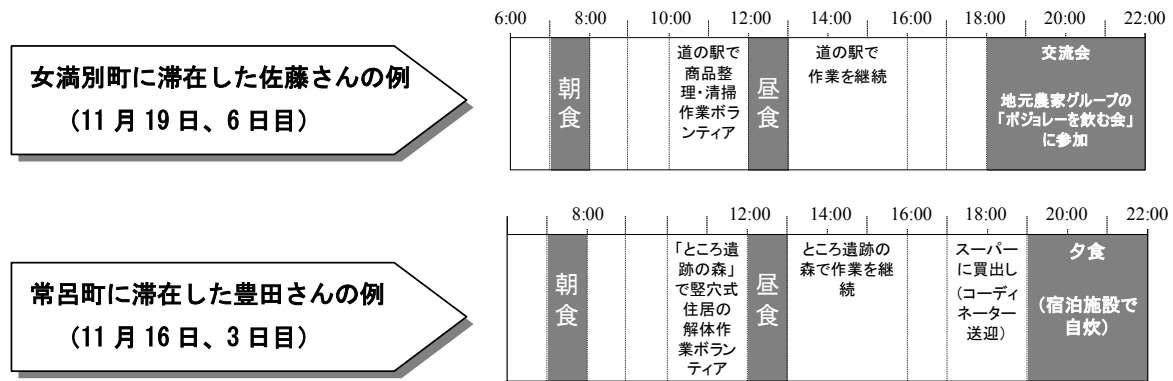 6:00 8:00 10:00 12:00 14:00 16:00 18:00 20:00 22:00
女満別町に滞在した佐藤さんの例
(11月19日、6日目)
朝食
道の駅で
商品整
理・清掃
作業ボラ
ンティア
昼食
道の駅で
作業を継続
交流会
地元農家グループの
「ボジョレーを飲む会」
に参加
8:00 12:00 14:00 16:00 18:00 20:00 22:00
常呂町に滞在した豊田さんの例
(11月16日、3日目)
朝食
「ところ遺
跡の森」
で竪穴式
住居の
解体作
業ボラン
ティア
昼食
ところ遺跡の
森で作業を継
続
スーパー
に買出し
(コーディ
ネーター
送迎)
夕食
(宿泊施設で
自炊)